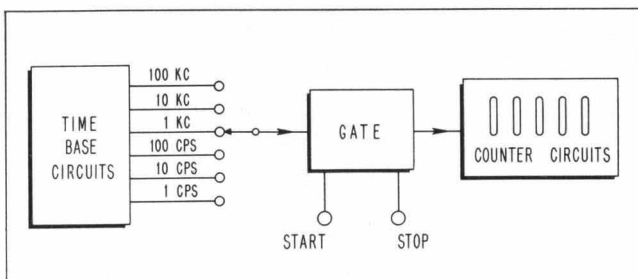 TIME
BASE
CIRCUITS
100 KC
10 KC
1 KC
100 CPS
10 CPS
1 CPS
GATE
START
STOP
COUNTER CIRCUITS